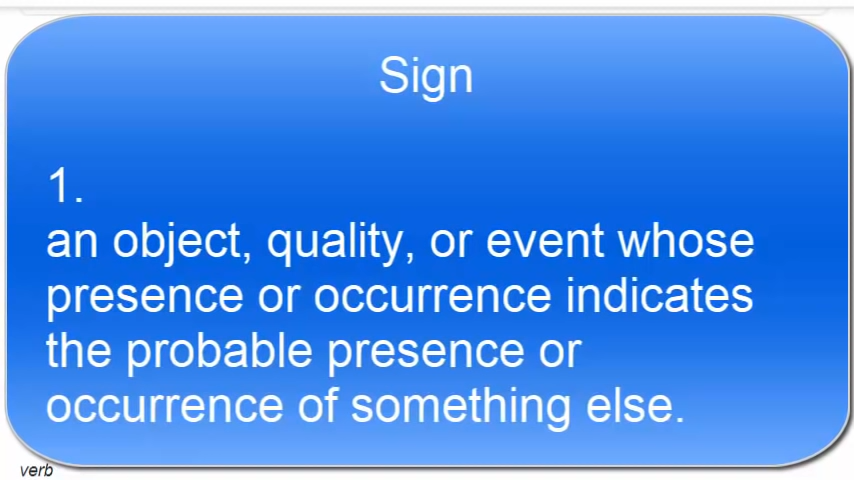 Sign
1.
an object, quality, or event whose
presence or occurrence indicates
the probable presence or
occurrence of something else.
verb